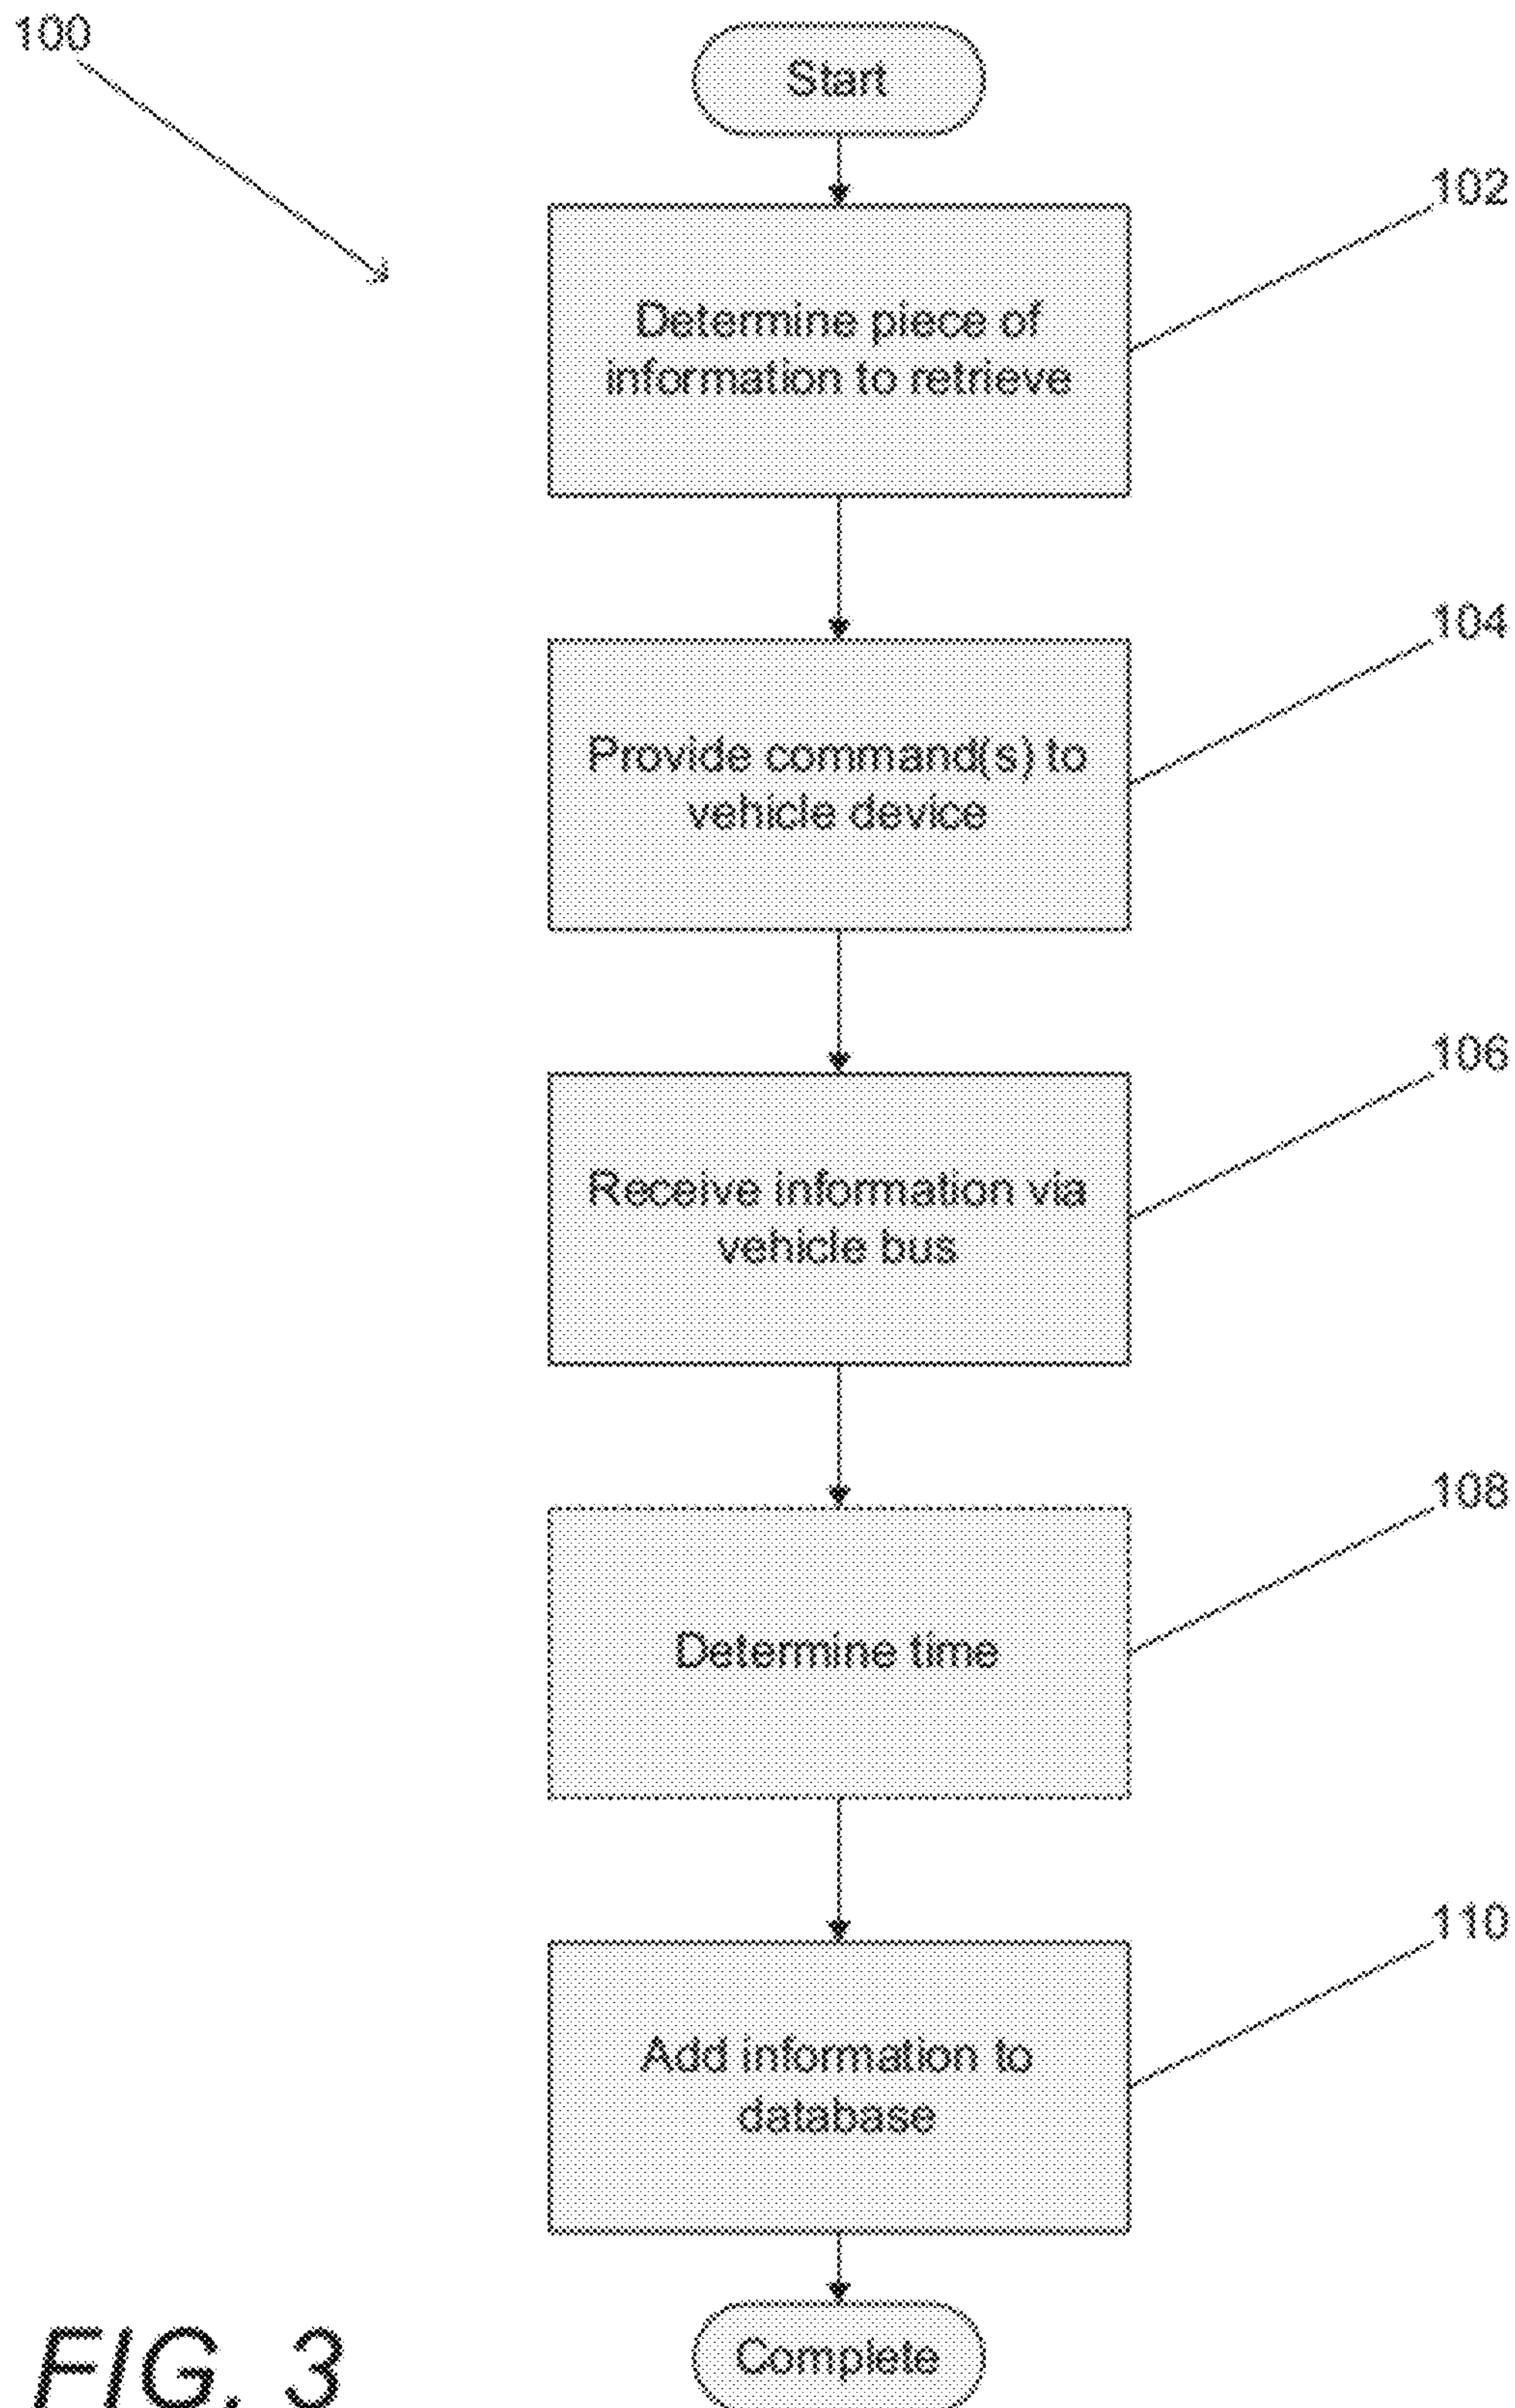 100
Start
102
Determine piece of
information to retrieve
104
Provide command(s) to
vehicle device
106
Receive information via
vehicle bus
108
Determine time
110
Add information to
database
Complete
FIG. 3